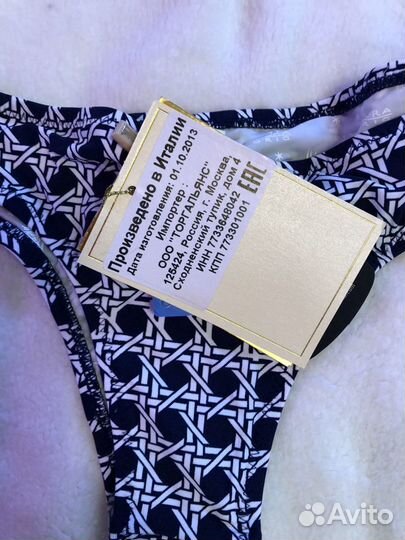 Произведено в Италии
Дата изготовления: 01.10.2013
Импортер :
ООО "ТОРГАЛЬЯНС"
125424, Россия, г. Москва,
Сходненский тупик, дом 4
ИНН 7733648042
КПП 773301001
EAC
Avito